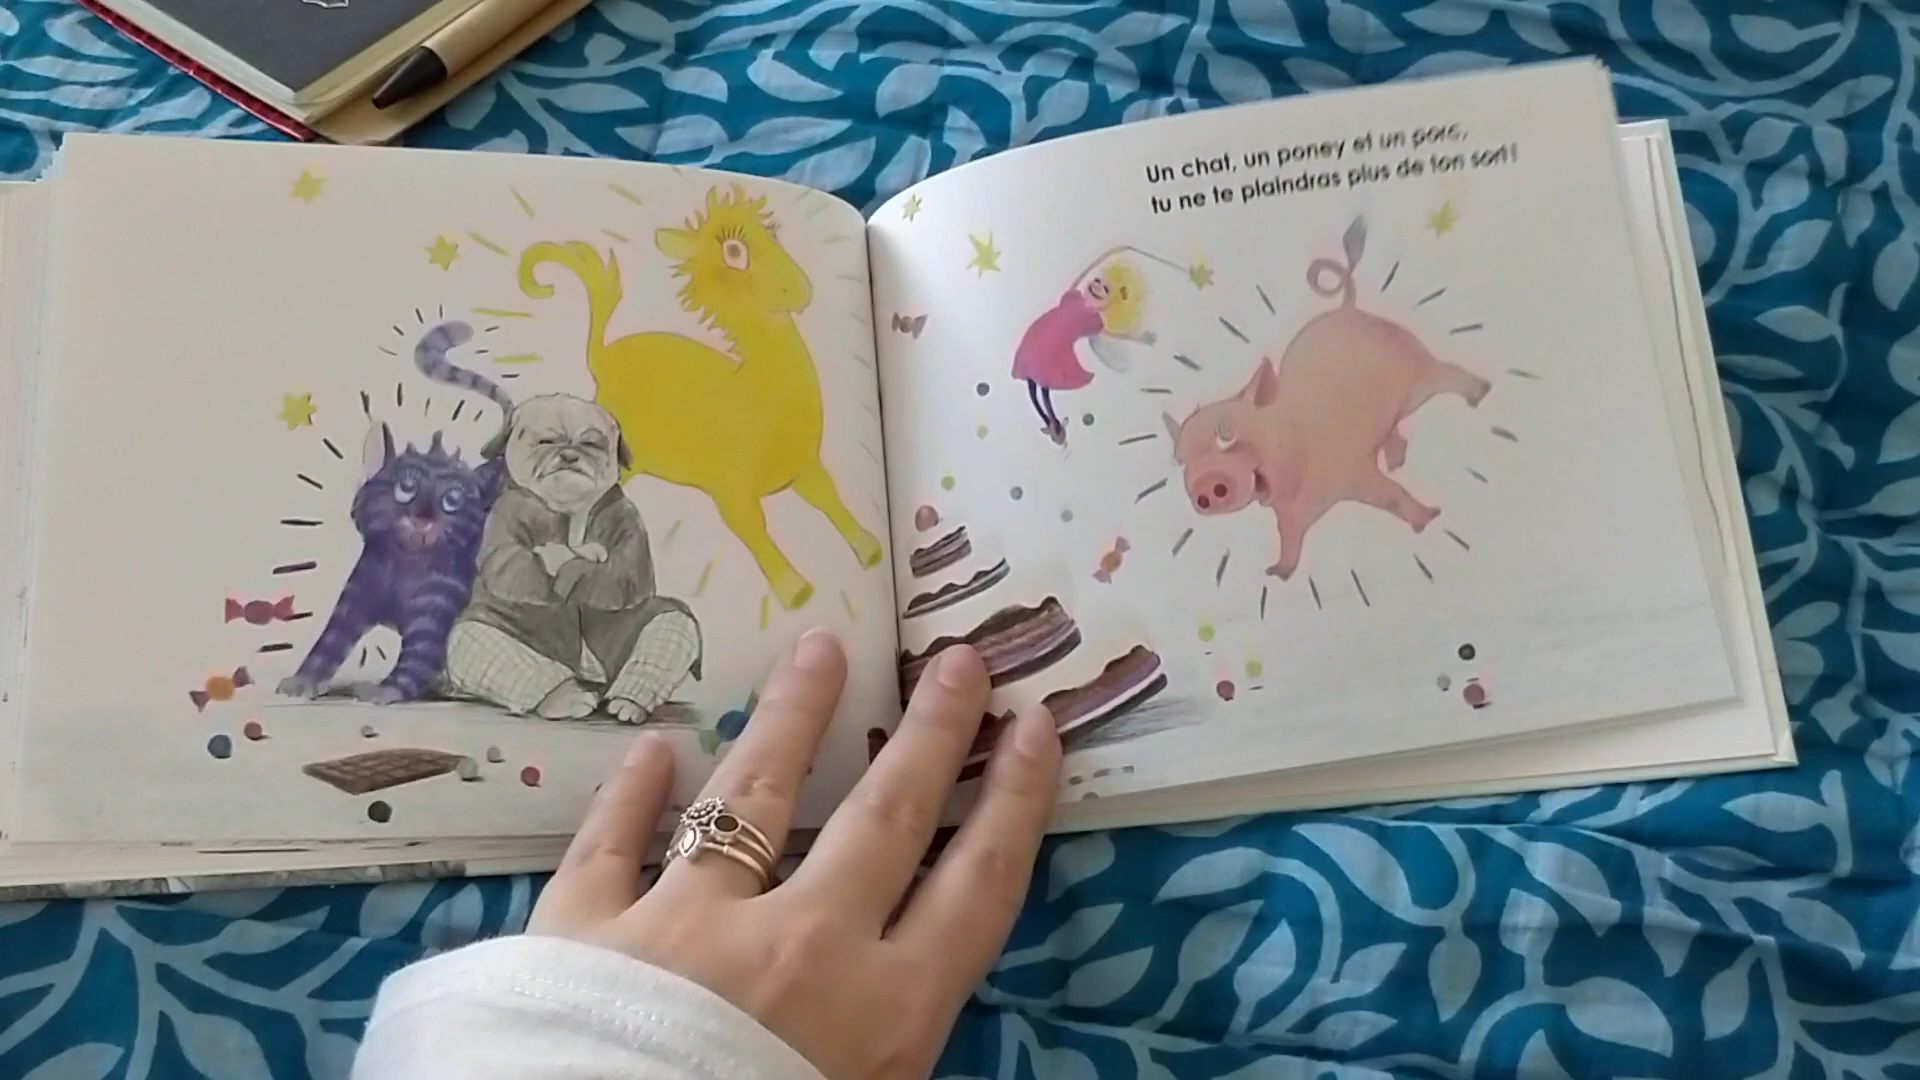 Un chat, un poney et un porc,
tu ne te plaindras plus de ton sort!